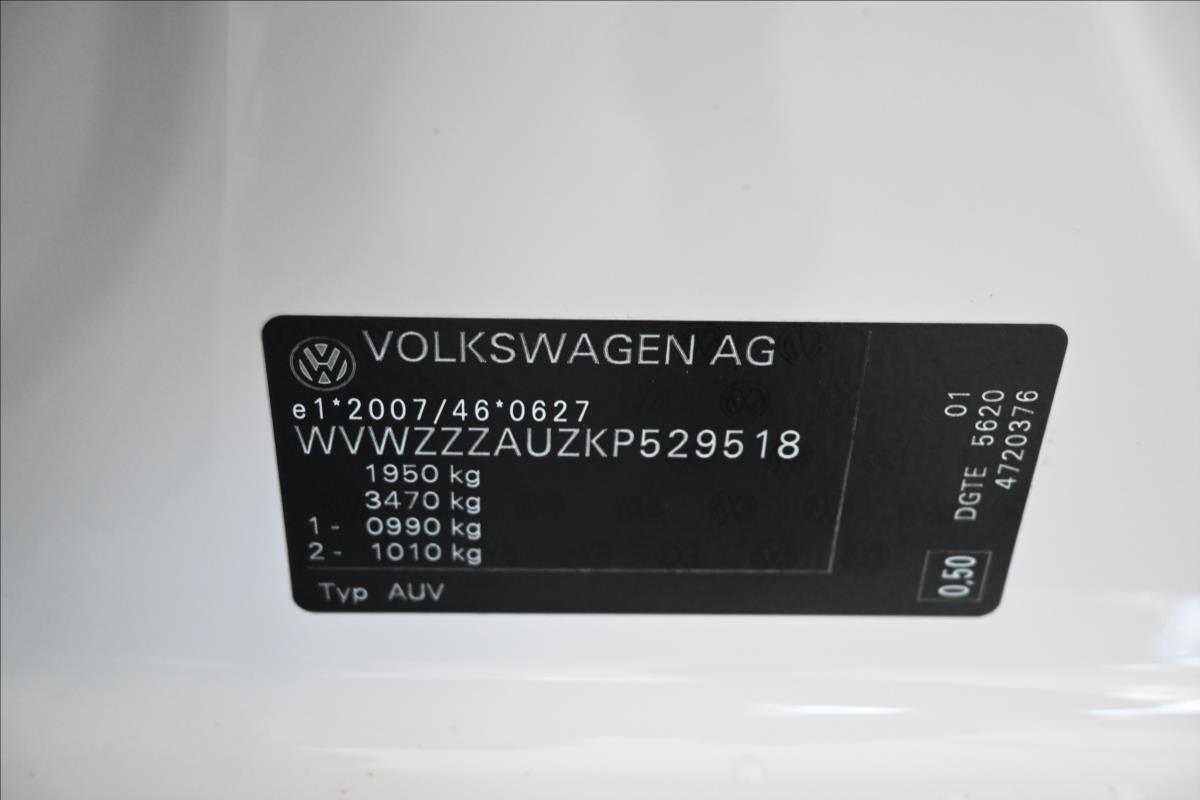 VOLKSWAGEN AG
e1*2007/46*0627
WVWZZZAUZKP529518
1950 kg
3470 kg
1 - 0990 kg
2 - 1010 kg
Typ AUV
01
DGTE 5620
4720376
0,50